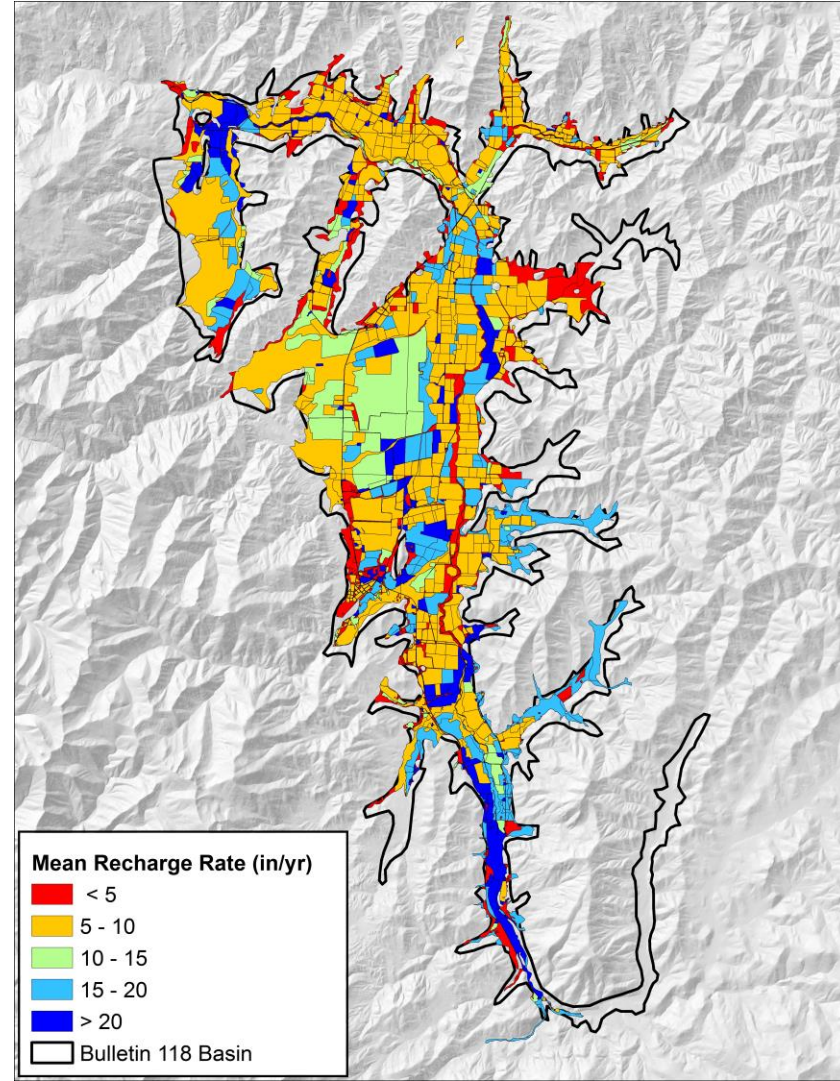 Mean Recharge Rate (in/yr)
< 5
5 - 10
10 - 15
15 - 20
> 20
Bulletin 118 Basin